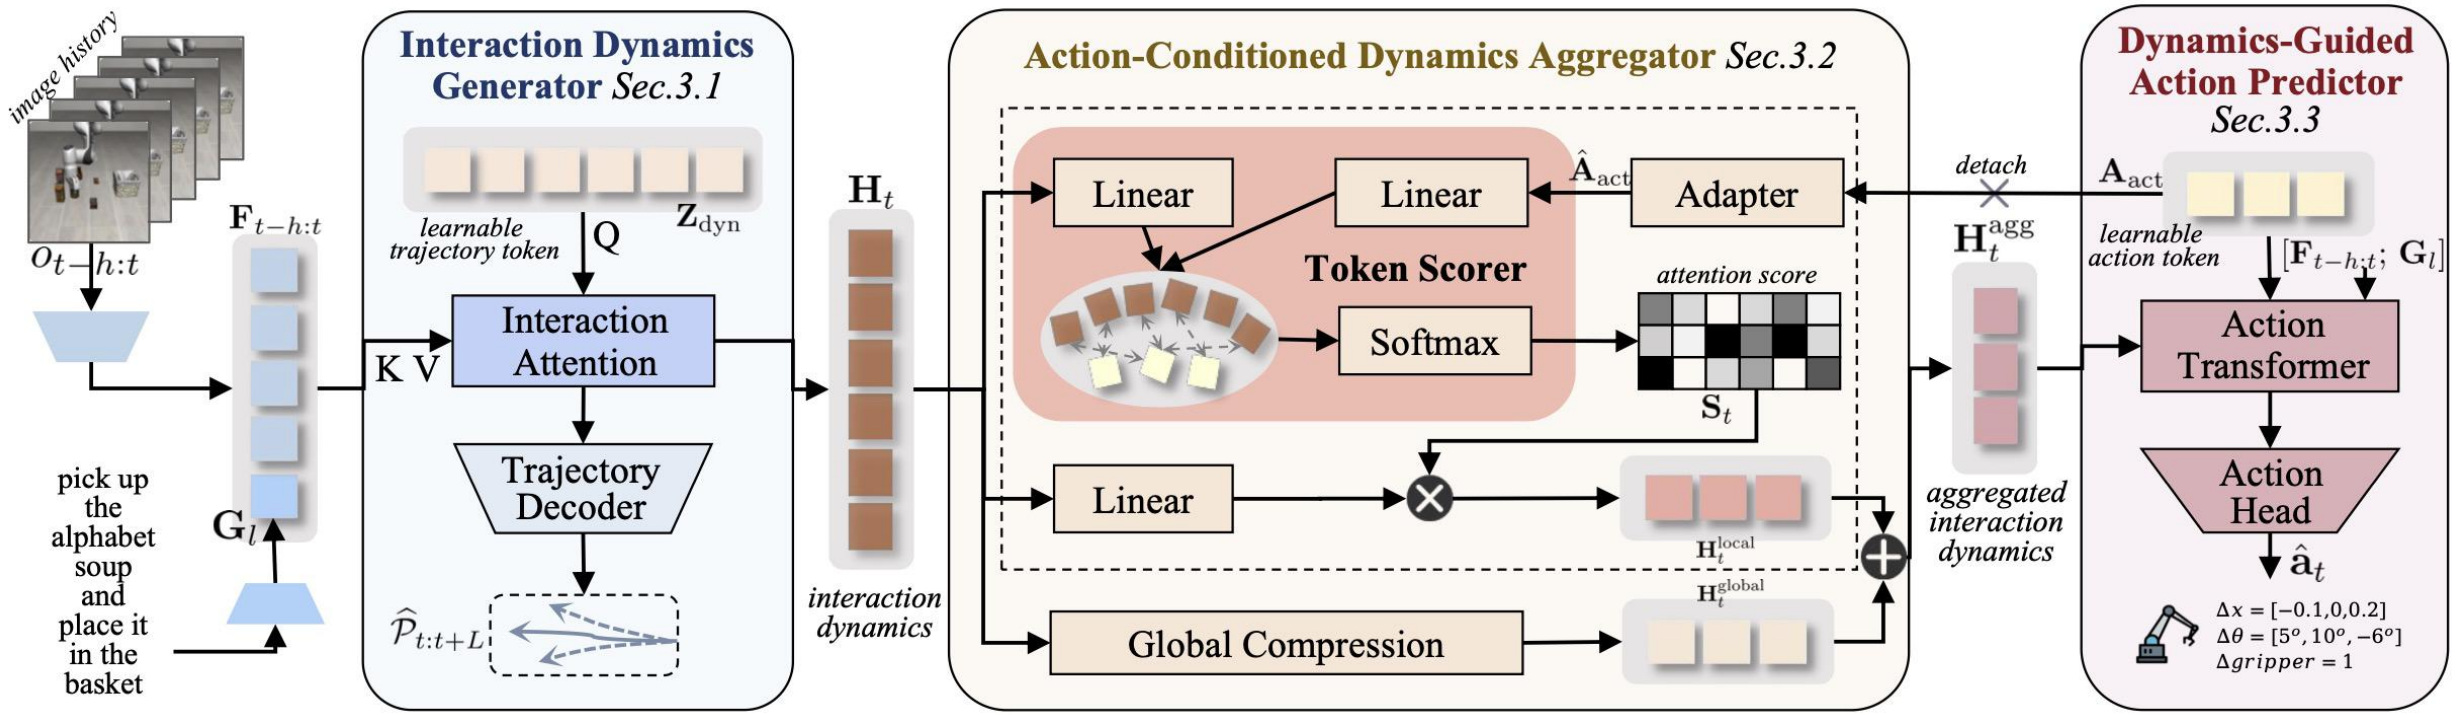 image history
o_{t−h:t}
F_{t−h:t}
G_l
pick up
the
alphabet
soup
and
place it
in the
basket
Interaction Dynamics
Generator Sec.3.1
learnable
trajectory token
Q
Z_dyn
K V
Interaction
Attention
Trajectory
Decoder
P̂_{t:t+L}
H_t
interaction
dynamics
Action-Conditioned Dynamics Aggregator Sec.3.2
Linear
Linear
Â_act
Adapter
Token Scorer
Softmax
attention score
S_t
Linear
H_t^local
H_t^global
Global Compression
detach
H_t^agg
aggregated
interaction
dynamics
Dynamics-Guided
Action Predictor
Sec.3.3
A_act
learnable
action token
[F_{t−h:t}; G_l]
Action
Transformer
Action
Head
â_t
Δx = [−0.1,0,0.2]
Δθ = [5°, 10°, −6°]
Δgripper = 1